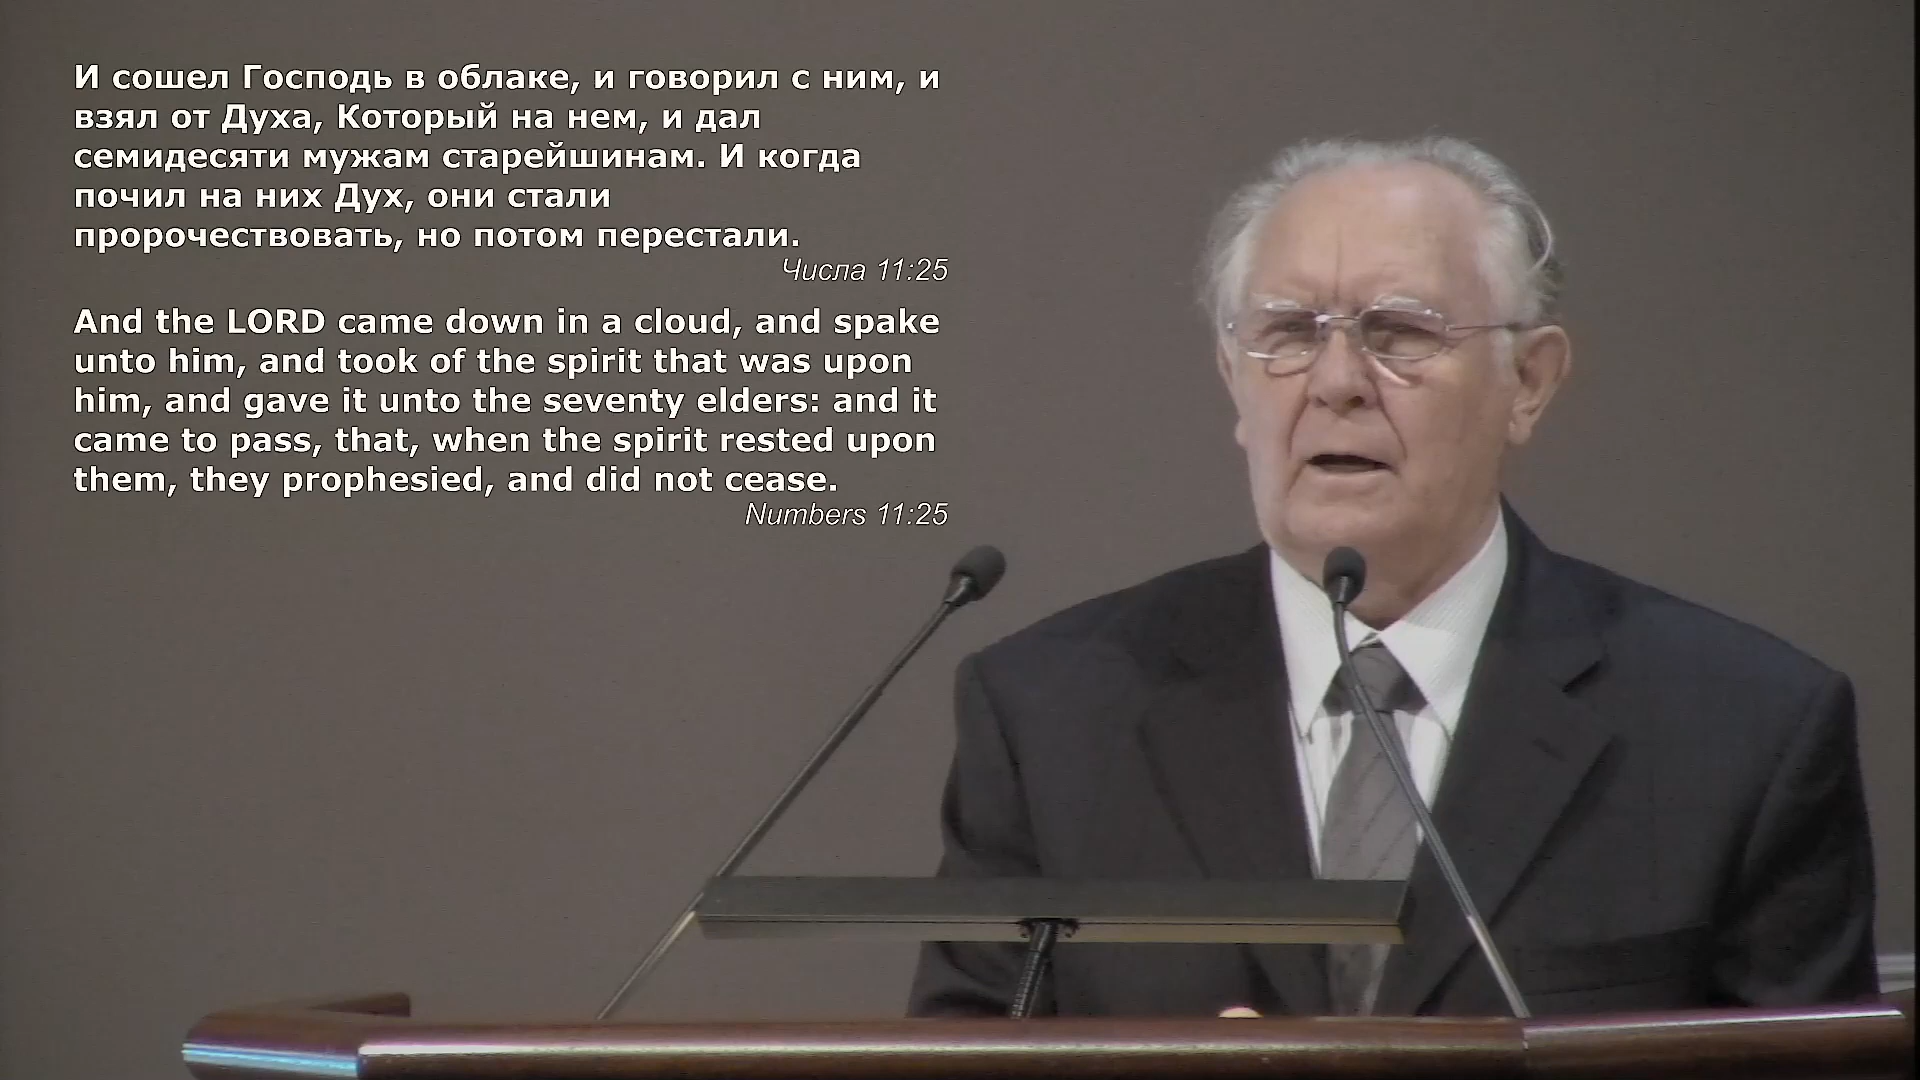 И сошел Господь в облаке, и говорил с ним, и
взял от Духа, Который на нем, и дал
семидесяти мужам старейшинам. И когда
почил на них Дух, они стали
пророчествовать, но потом перестали.
Числа 11:25
And the LORD came down in a cloud, and spake
unto him, and took of the spirit that was upon
him, and gave it unto the seventy elders: and it
came to pass, that, when the spirit rested upon
them, they prophesied, and did not cease.
Numbers 11:25